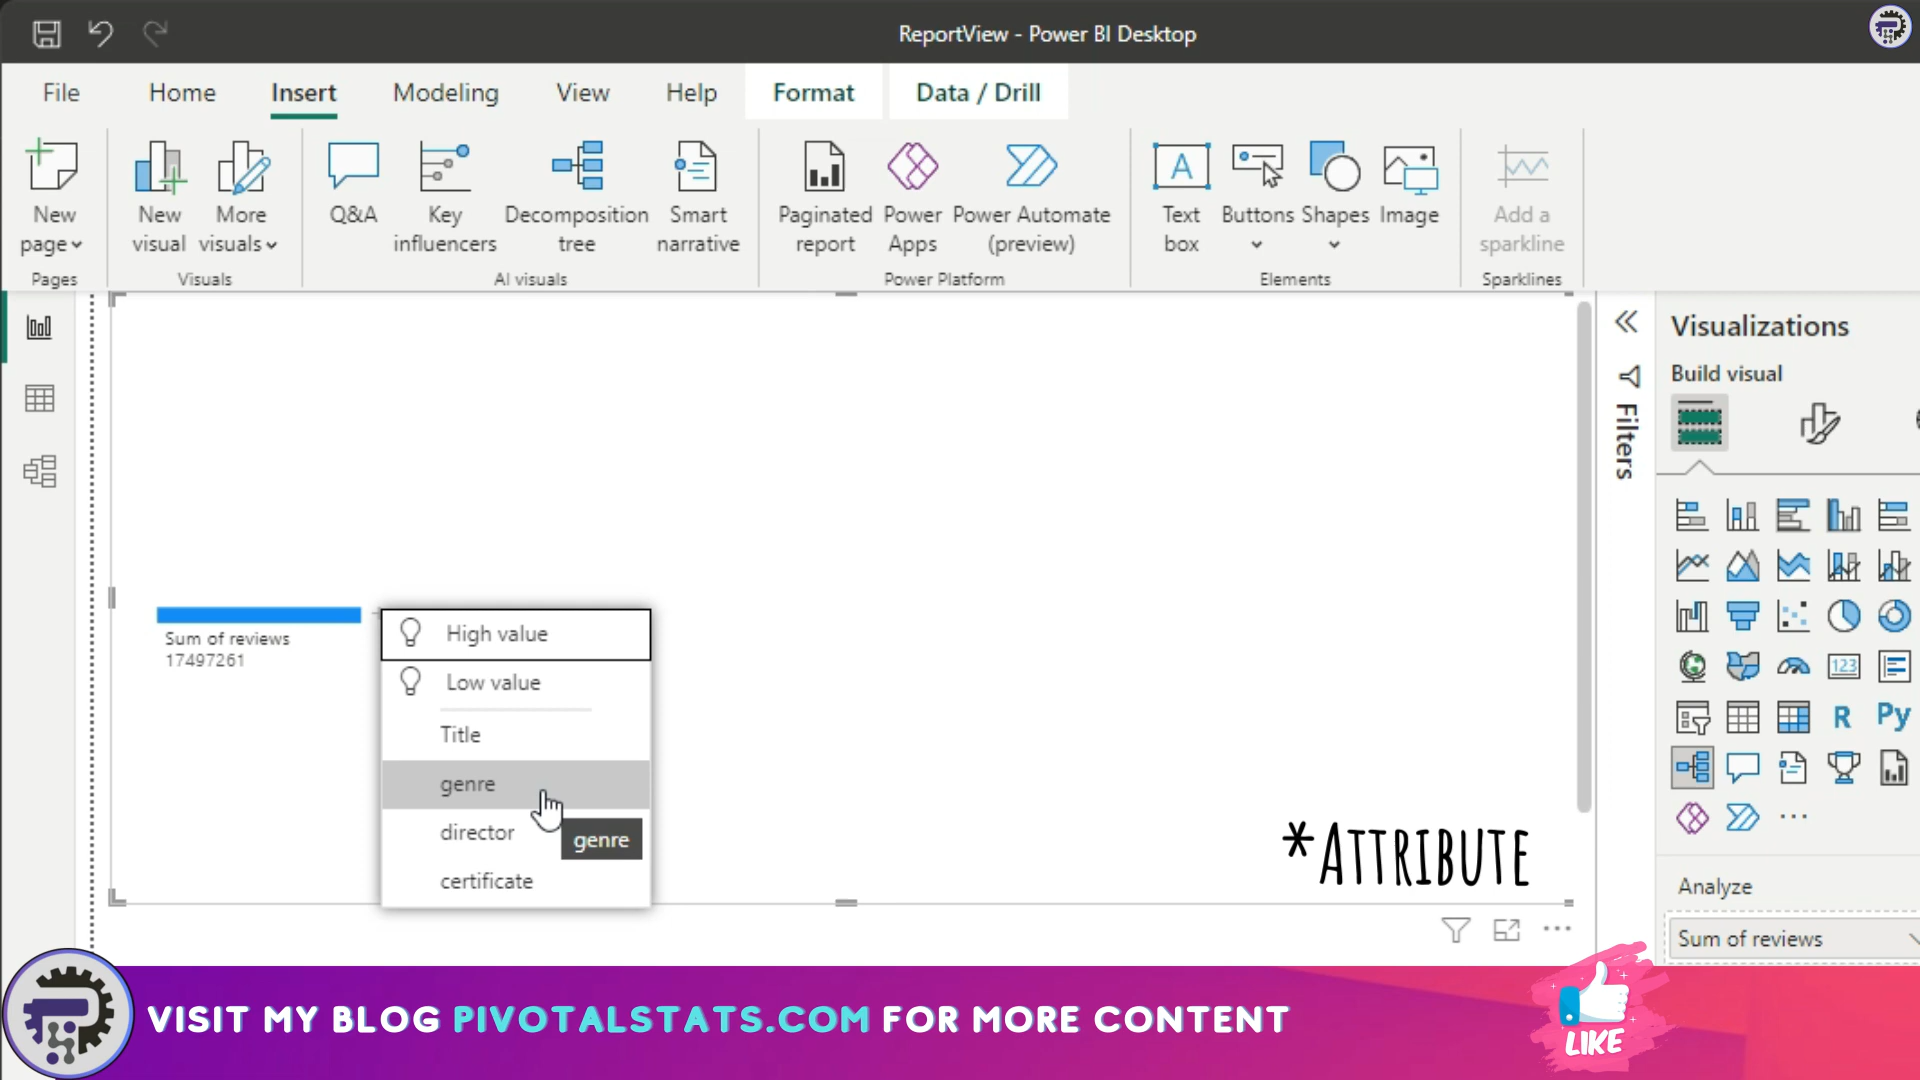 ReportView - Power BI Desktop
File Home Insert Modeling View Help Format Data / Drill
New page
New visual
More visuals
Q&A
Key influencers
Decomposition tree
Smart narrative
Paginated report
Power Apps
Power Automate (preview)
Text box
Buttons
Shapes
Image
Add a sparkline
Pages
Visuals
AI visuals
Power Platform
Elements
Sparklines
Visualizations
Build visual
Filters
123
R
Py
Sum of reviews
17497261
High value
Low value
Title
genre
director
genre
certificate
*ATTRIBUTE
Analyze
Sum of reviews
VISIT MY BLOG PIVOTALSTATS.COM FOR MORE CONTENT
LIKE